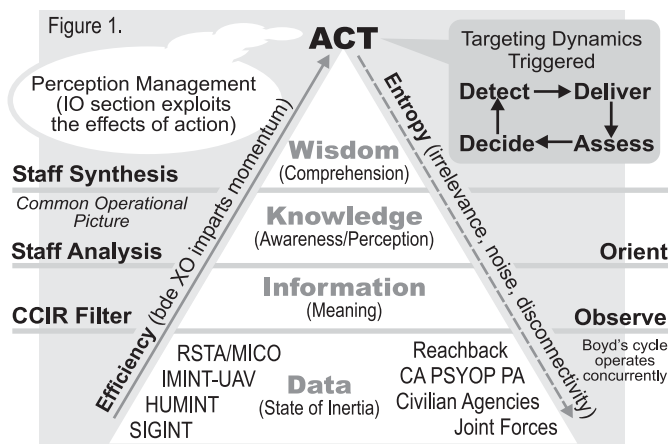 Figure 1.
ACT
Targeting Dynamics
Triggered
Detect Deliver
Decide Assess
Perception Management
(IO section exploits
the effects of action)
Efficiency (bde XO imparts momentum)
Entropy (irrelevance, noise, disconnectivity)
Wisdom
(Comprehension)
Staff Synthesis
Common Operational
Picture
Knowledge
(Awareness/Perception)
Staff Analysis
Orient
Information
(Meaning)
CCIR Filter
Observe
Boyd's cycle
operates
concurrently
RSTA/MICO
IMINT-UAV
HUMINT
SIGINT
Data
(State of Inertia)
Reachback
CA PSYOP PA
Civilian Agencies
Joint Forces